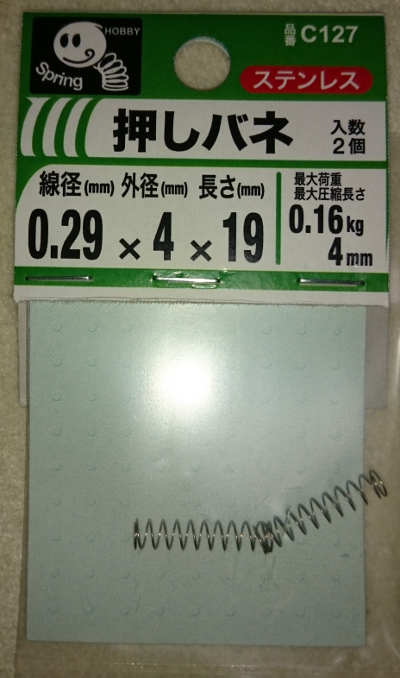 HOBBY
Spring
品番 C127
ステンレス
押しバネ
入数
2個
線径(mm) 外径(mm) 長さ(mm)
0.29 × 4 × 19
最大荷重
最大圧縮長さ
0.16kg
4mm